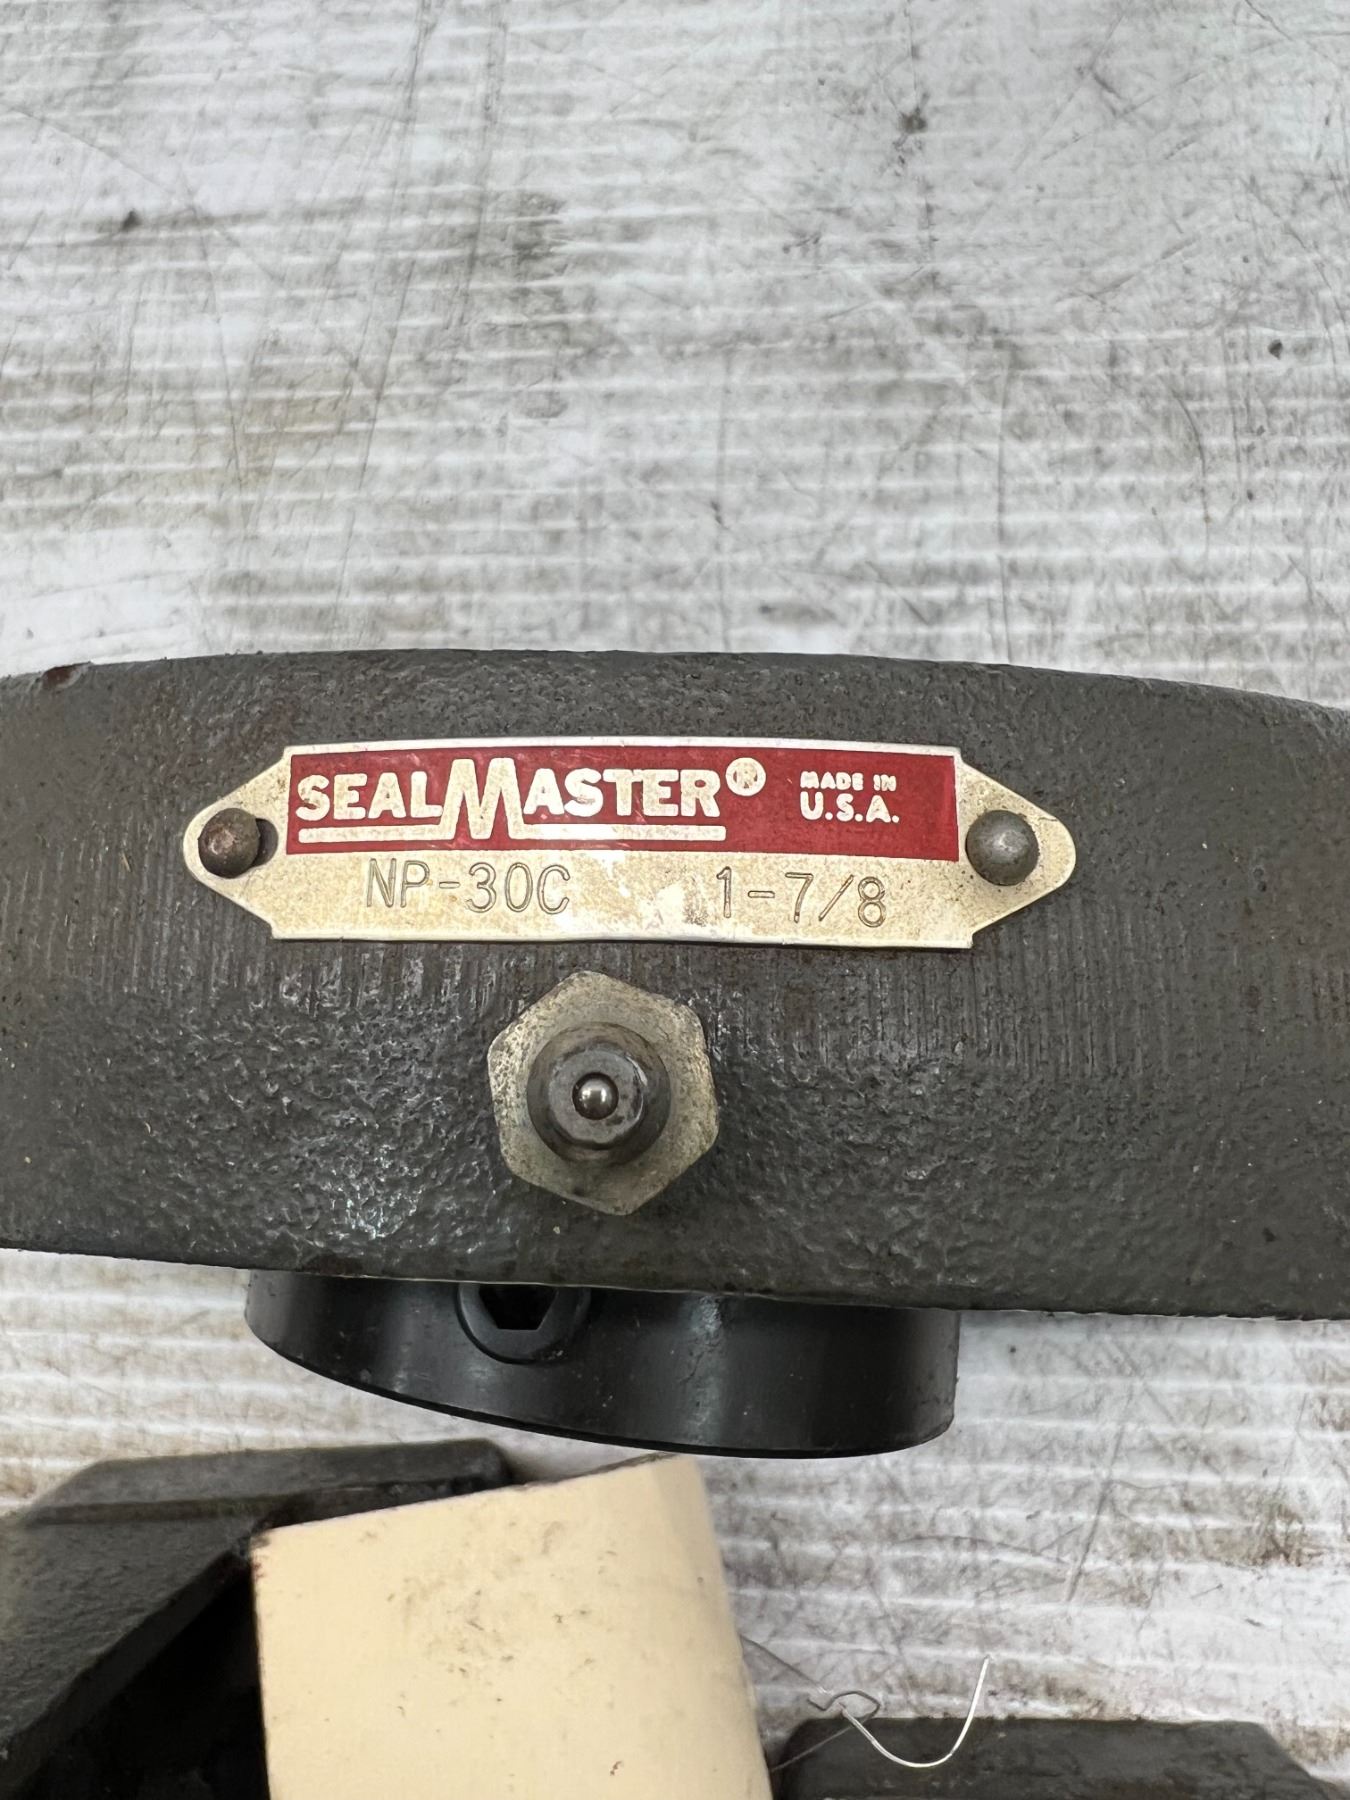 SEALMASTER® MADE IN
U.S.A.
NP-30C 1-7/8